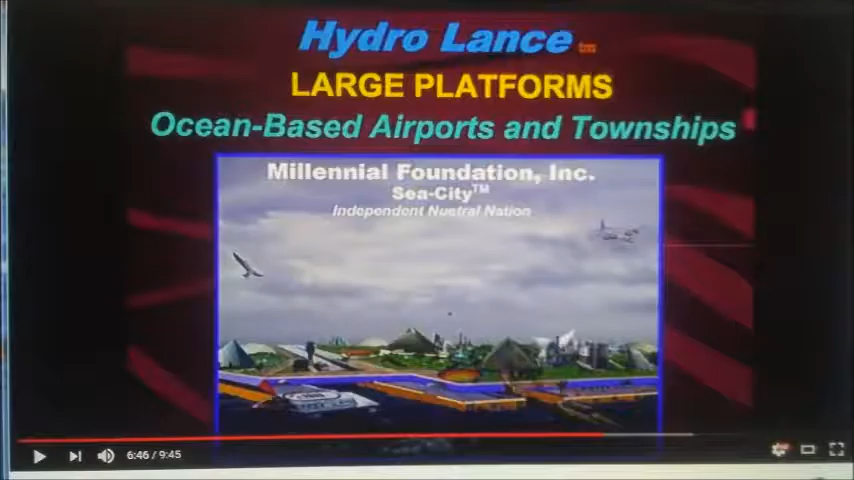 Hydro Lance
LARGE PLATFORMS
Ocean-Based Airports and Townships
Millennial Foundation, Inc.
Sea-City™
Independent Nustral Nation
6:46 / 9:45